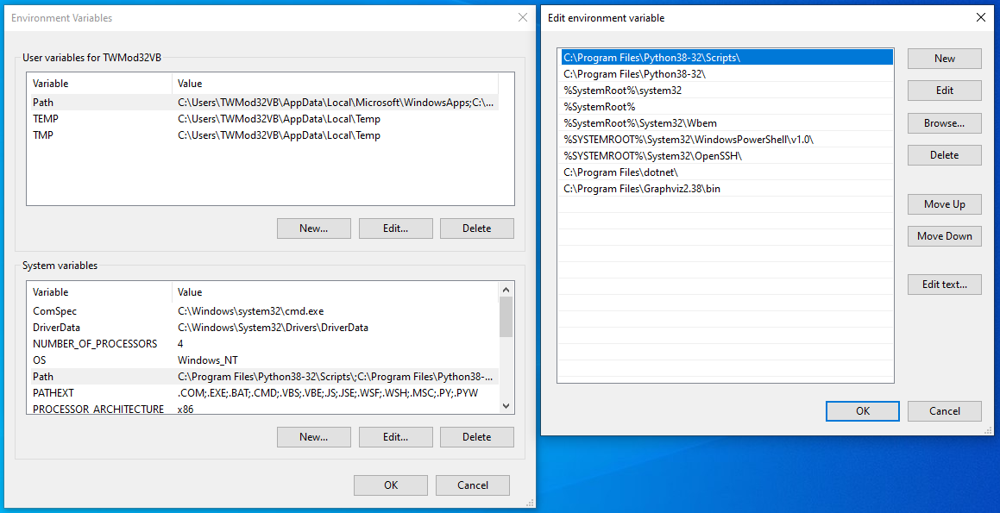 Environment Variables
User variables for TWMod32VB
Variable Value
Path C:\Users\TWMod32VB\AppData\Local\Microsoft\WindowsApps;C:\...
TEMP C:\Users\TWMod32VB\AppData\Local\Temp
TMP C:\Users\TWMod32VB\AppData\Local\Temp
New... Edit... Delete
System variables
Variable Value
ComSpec C:\Windows\system32\cmd.exe
DriverData C:\Windows\System32\Drivers\DriverData
NUMBER_OF_PROCESSORS 4
OS Windows_NT
Path C:\Program Files\Python38-32\Scripts\;C:\Program Files\Python38-...
PATHEXT .COM;.EXE;.BAT;.CMD;.VBS;.VBE;.JS;.JSE;.WSF;.WSH;.MSC;.PY;.PYW
PROCESSOR_ARCHITECTURE x86
New... Edit... Delete
OK Cancel
Edit environment variable
C:\Program Files\Python38-32\Scripts\
C:\Program Files\Python38-32\
%SystemRoot%\system32
%SystemRoot%
%SystemRoot%\System32\Wbem
%SYSTEMROOT%\System32\WindowsPowerShell\v1.0\
%SYSTEMROOT%\System32\OpenSSH\
C:\Program Files\dotnet\
C:\Program Files\Graphviz2.38\bin
New
Edit
Browse...
Delete
Move Up
Move Down
Edit text...
OK Cancel